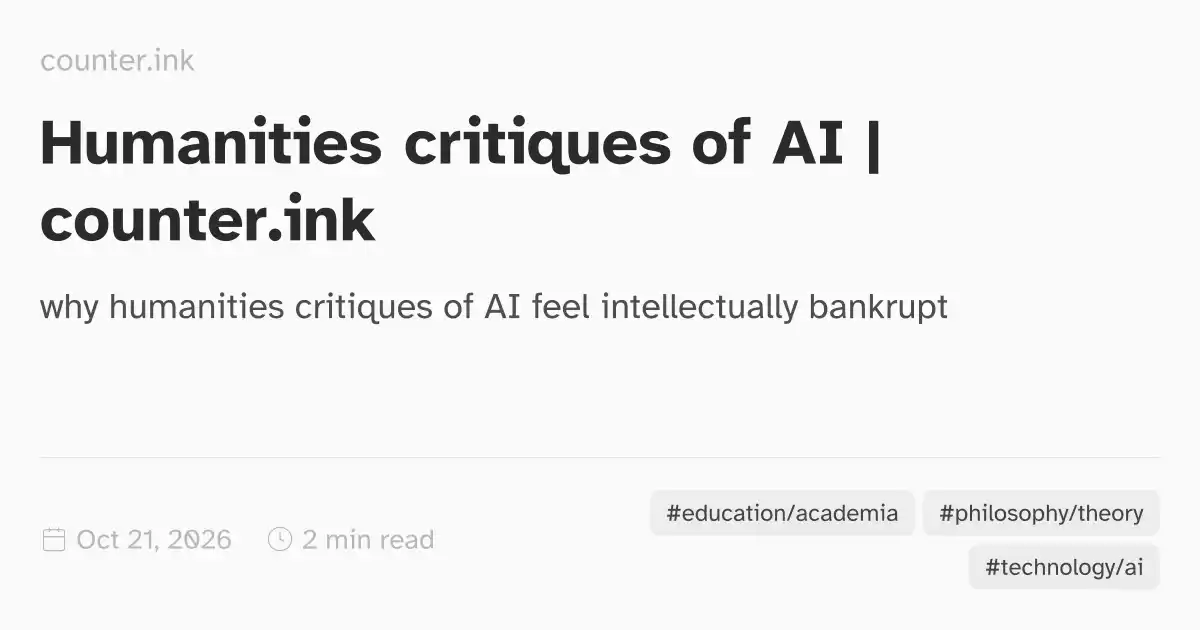 counter.ink
Humanities critiques of AI |
counter.ink
why humanities critiques of AI feel intellectually bankrupt
Oct 21, 2026
2 min read
#education/academia
#philosophy/theory
#technology/ai